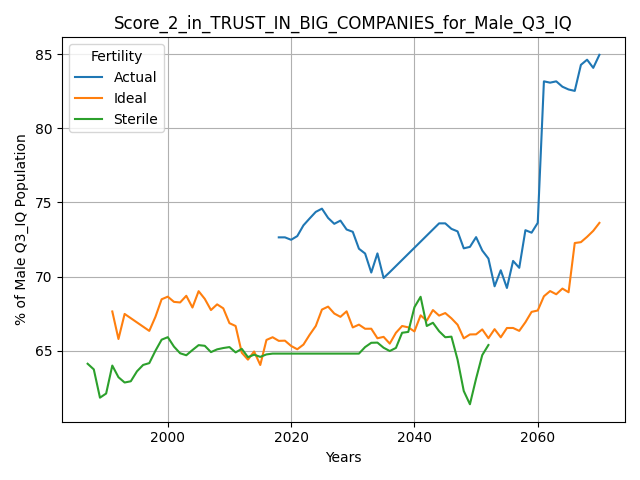 Score_2_in_TRUST_IN_BIG_COMPANIES_for_Male_Q3_IQ
Fertility
Actual
Ideal
Sterile
% of Male Q3_IQ Population
85
80
75
70
65
2000
2020
2040
2060
Years